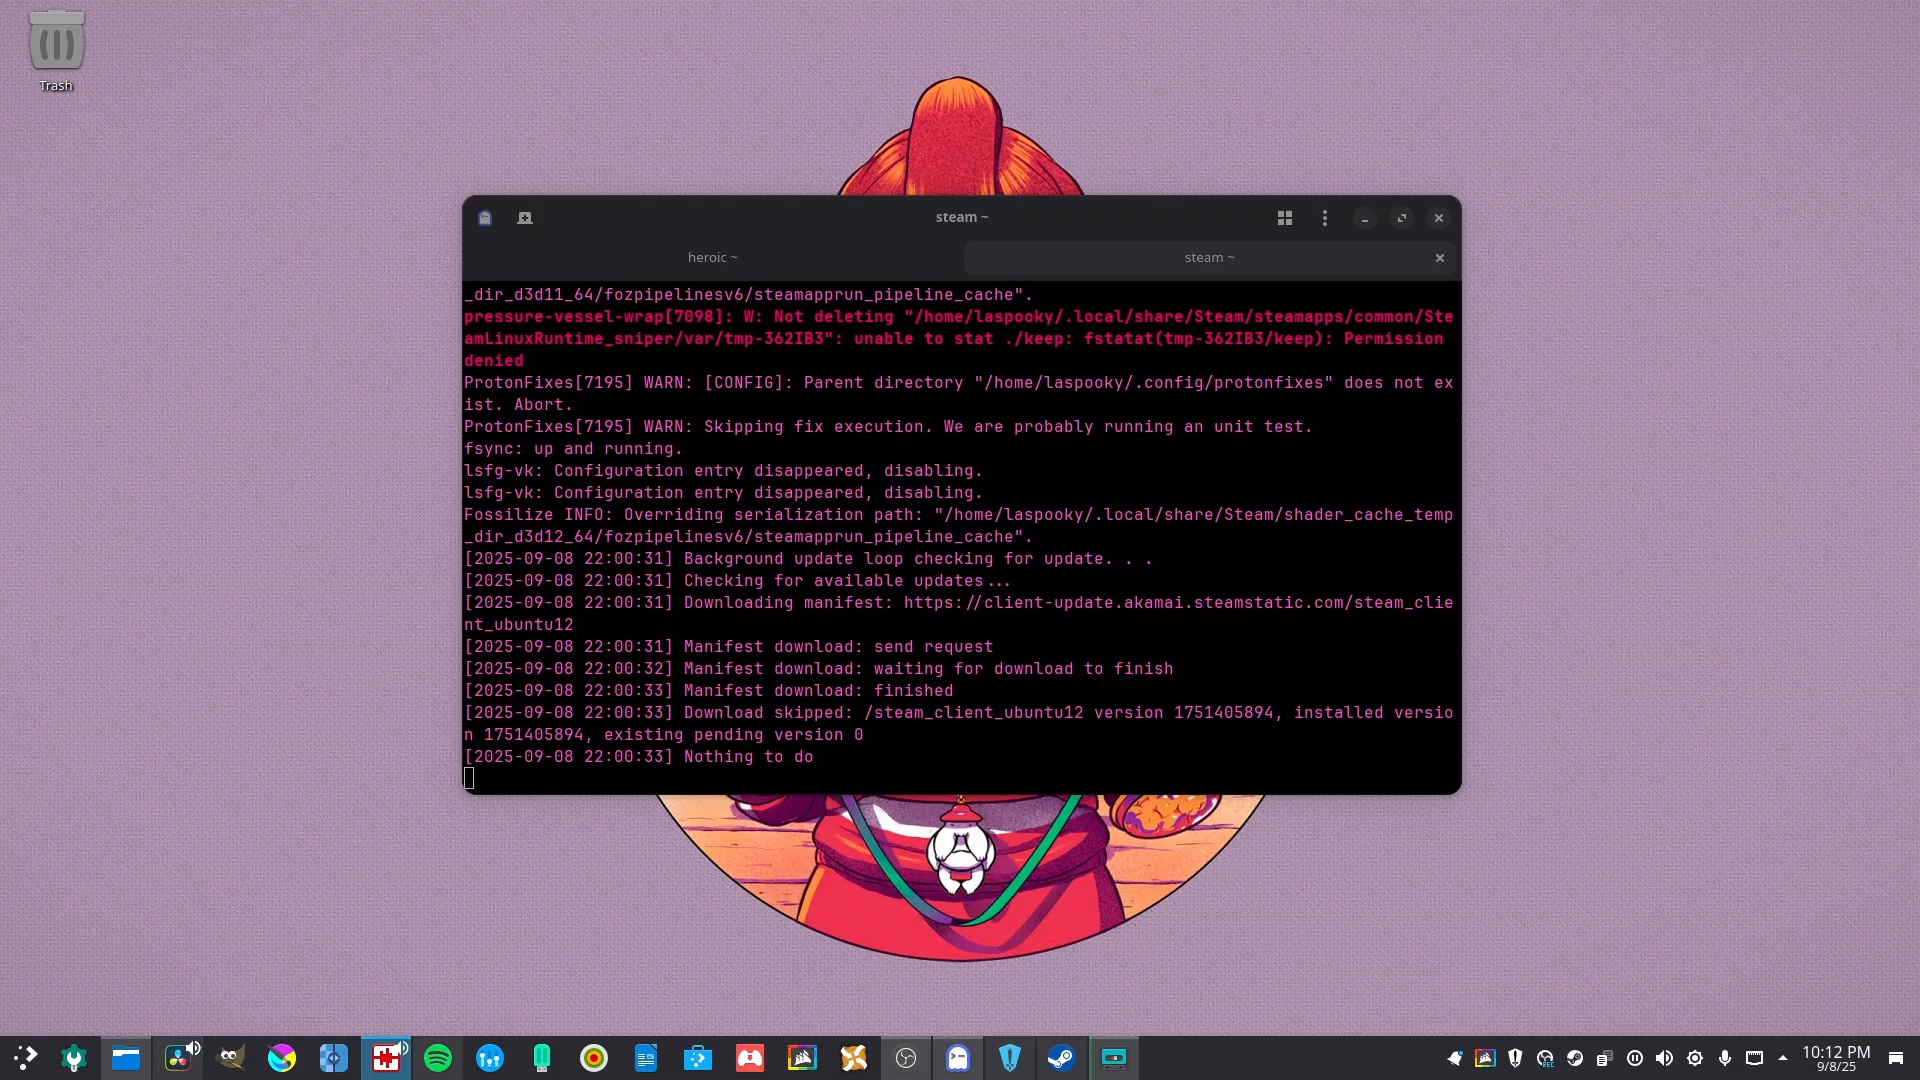 Trash
steam ~
heroic ~
steam ~
_dir_d3d11_64/fozpipelinesv6/steamapprun_pipeline_cache".
pressure-vessel-wrap[7098]: W: Not deleting "/home/laspooky/.local/share/Steam/steamapps/common/Ste
amLinuxRuntime_sniper/var/tmp-362IB3": unable to stat ./keep: fstatat(tmp-362IB3/keep): Permission
denied
ProtonFixes[7195] WARN: [CONFIG]: Parent directory "/home/laspooky/.config/protonfixes" does not ex
ist. Abort.
ProtonFixes[7195] WARN: Skipping fix execution. We are probably running an unit test.
fsync: up and running.
lsfg-vk: Configuration entry disappeared, disabling.
lsfg-vk: Configuration entry disappeared, disabling.
Fossilize INFO: Overriding serialization path: "/home/laspooky/.local/share/Steam/shader_cache_temp
_dir_d3d12_64/fozpipelinesv6/steamapprun_pipeline_cache".
[2025-09-08 22:00:31] Background update loop checking for update. . .
[2025-09-08 22:00:31] Checking for available updates...
[2025-09-08 22:00:31] Downloading manifest: https://client-update.akamai.steamstatic.com/steam_clie
nt_ubuntu12
[2025-09-08 22:00:31] Manifest download: send request
[2025-09-08 22:00:32] Manifest download: waiting for download to finish
[2025-09-08 22:00:33] Manifest download: finished
[2025-09-08 22:00:33] Download skipped: /steam_client_ubuntu12 version 1751405894, installed versio
n 1751405894, existing pending version 0
[2025-09-08 22:00:33] Nothing to do
REC
10:12 PM
9/8/25